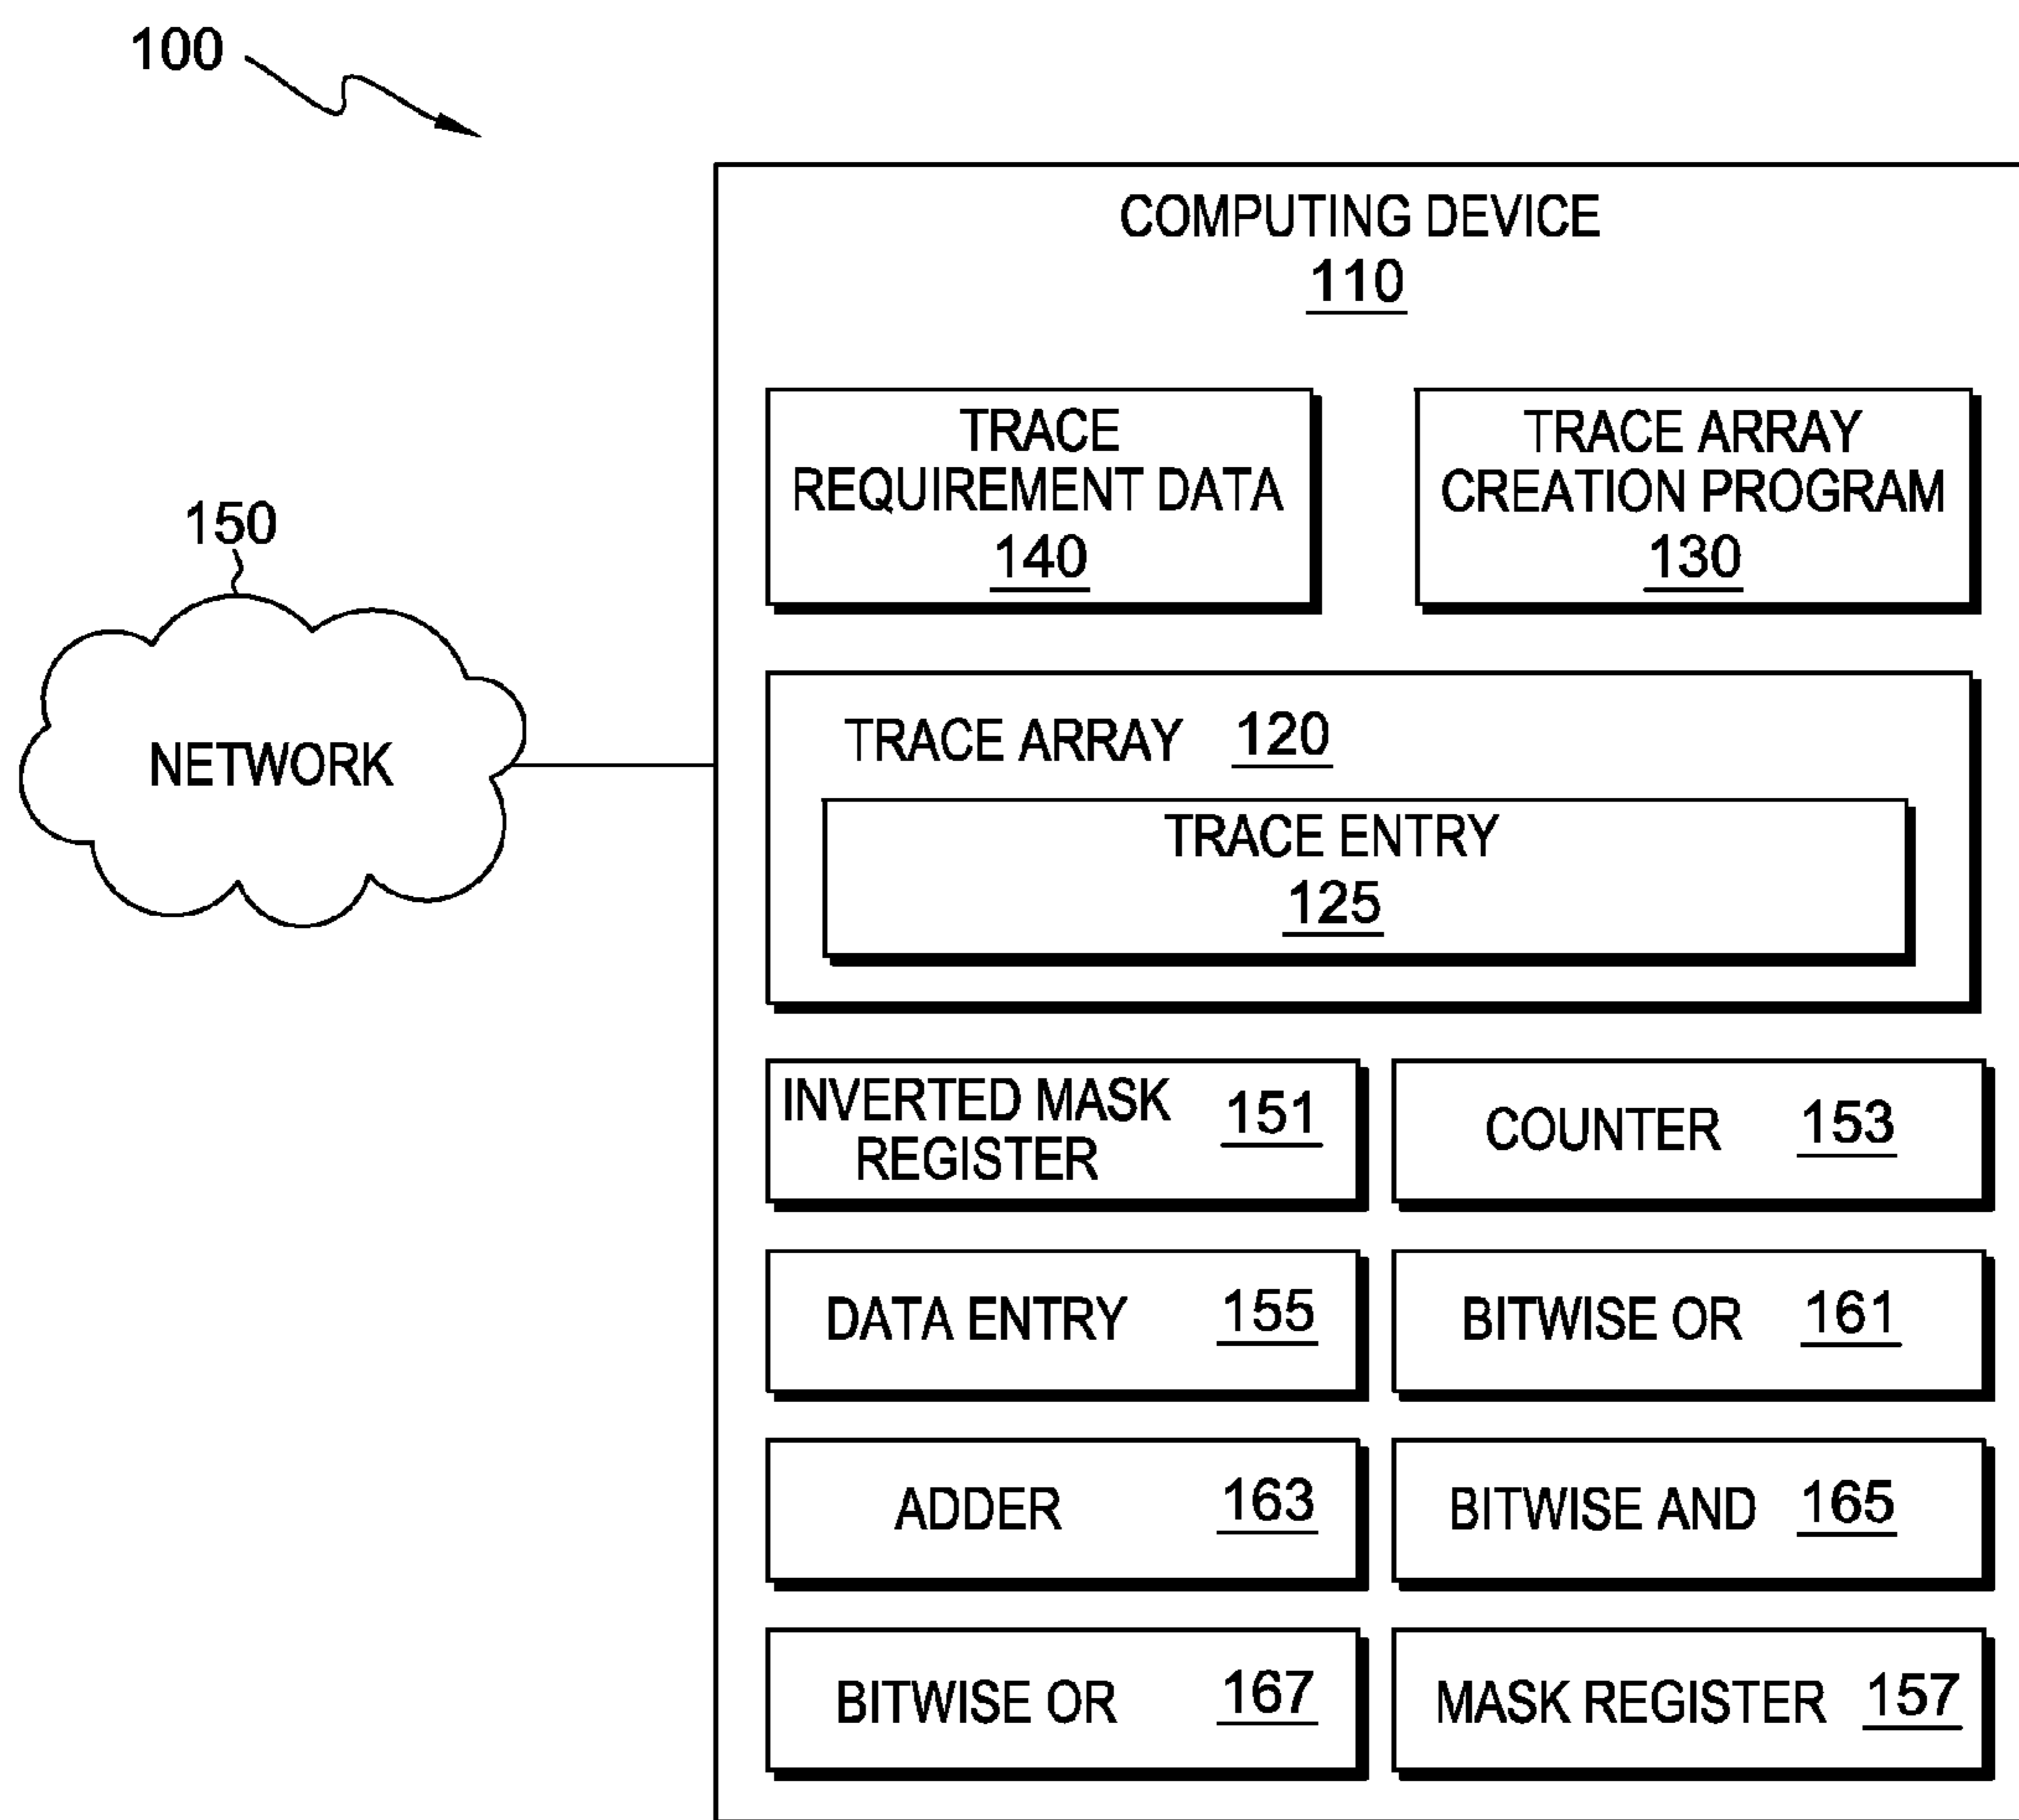 100
COMPUTING DEVICE
110
TRACE
REQUIREMENT DATA
140
TRACE ARRAY
CREATION PROGRAM
130
150
NETWORK
TRACE ARRAY 120
TRACE ENTRY
125
INVERTED MASK
REGISTER
151
COUNTER 153
DATA ENTRY 155
BITWISE OR 161
ADDER 163
BITWISE AND 165
BITWISE OR 167
MASK REGISTER 157